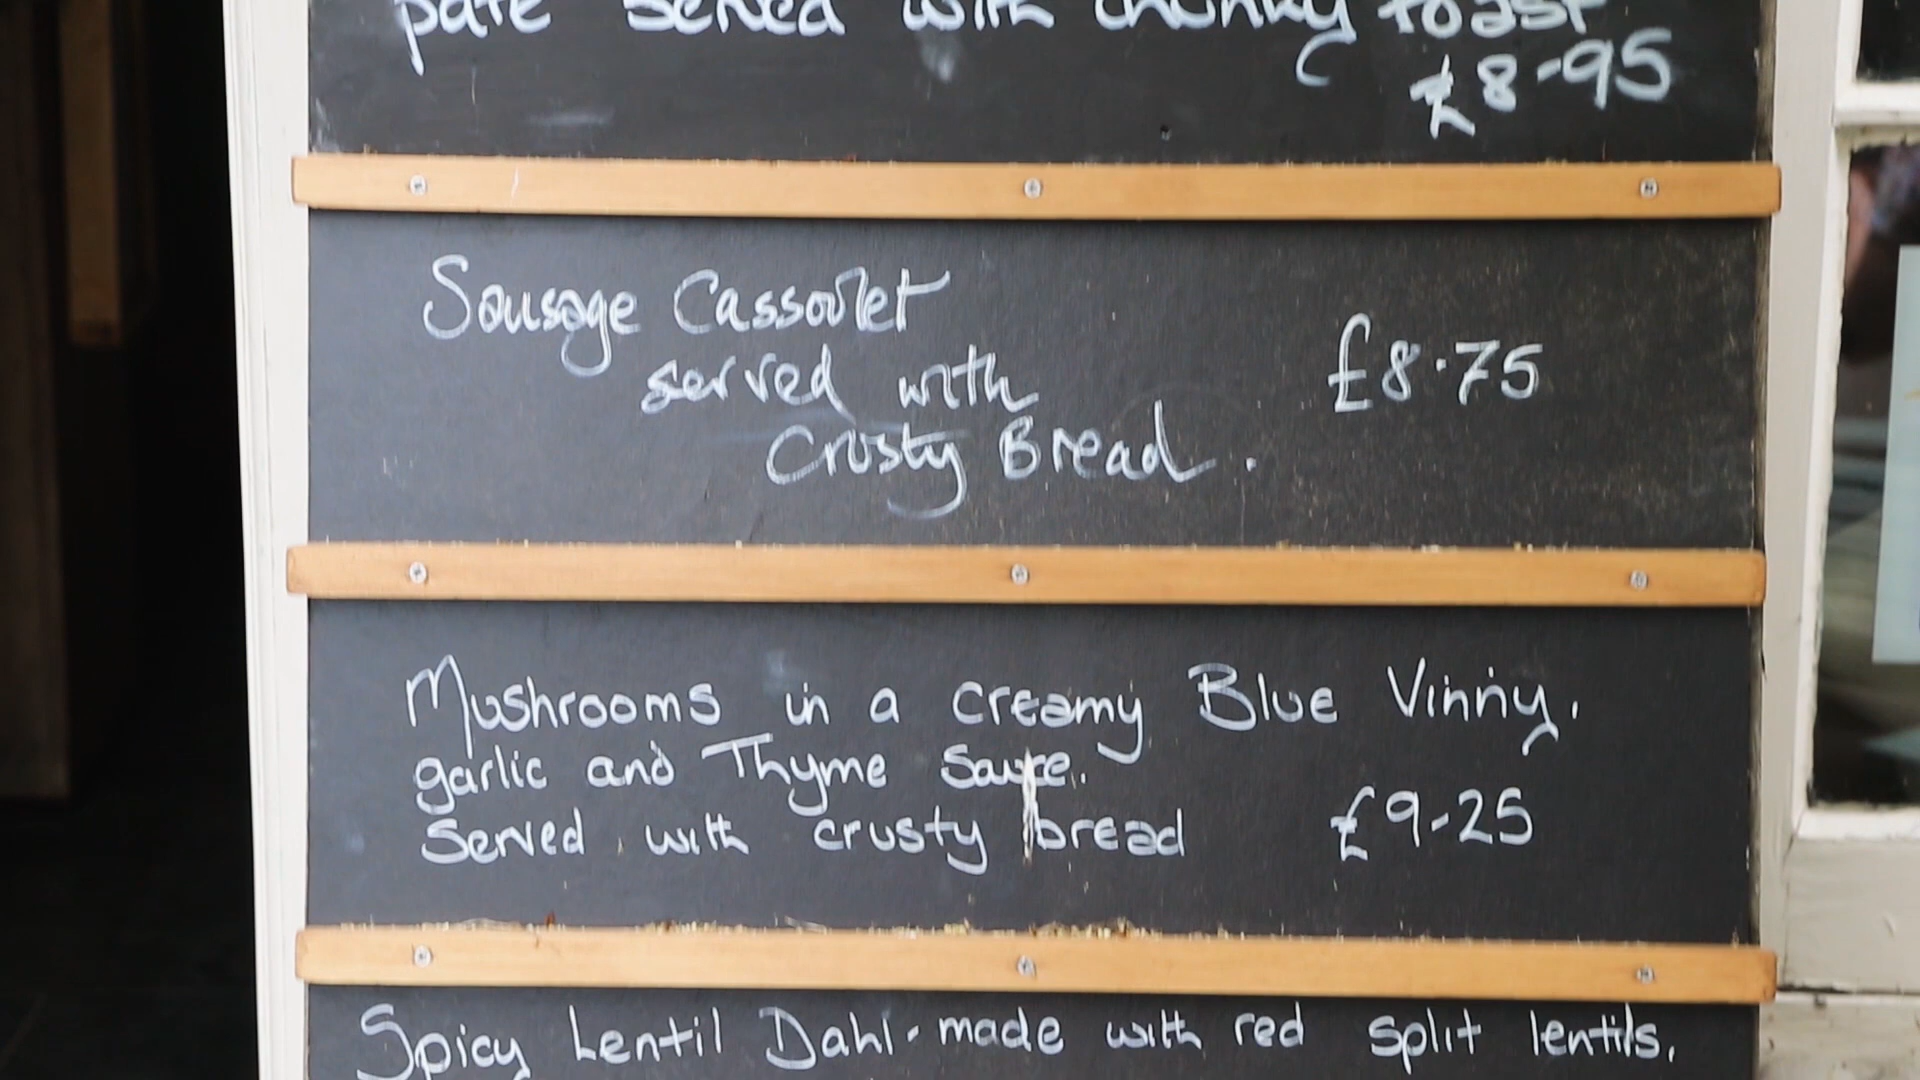 pate served with chunky toast
£8-95
Sausage Cassoulet
served with
Crusty Bread.
£8.75
Mushrooms in a creamy Blue Vinny,
garlic and Thyme Sauce.
Served with crusty bread
£9-25
Spicy Lentil Dahl - made with red split lentils,